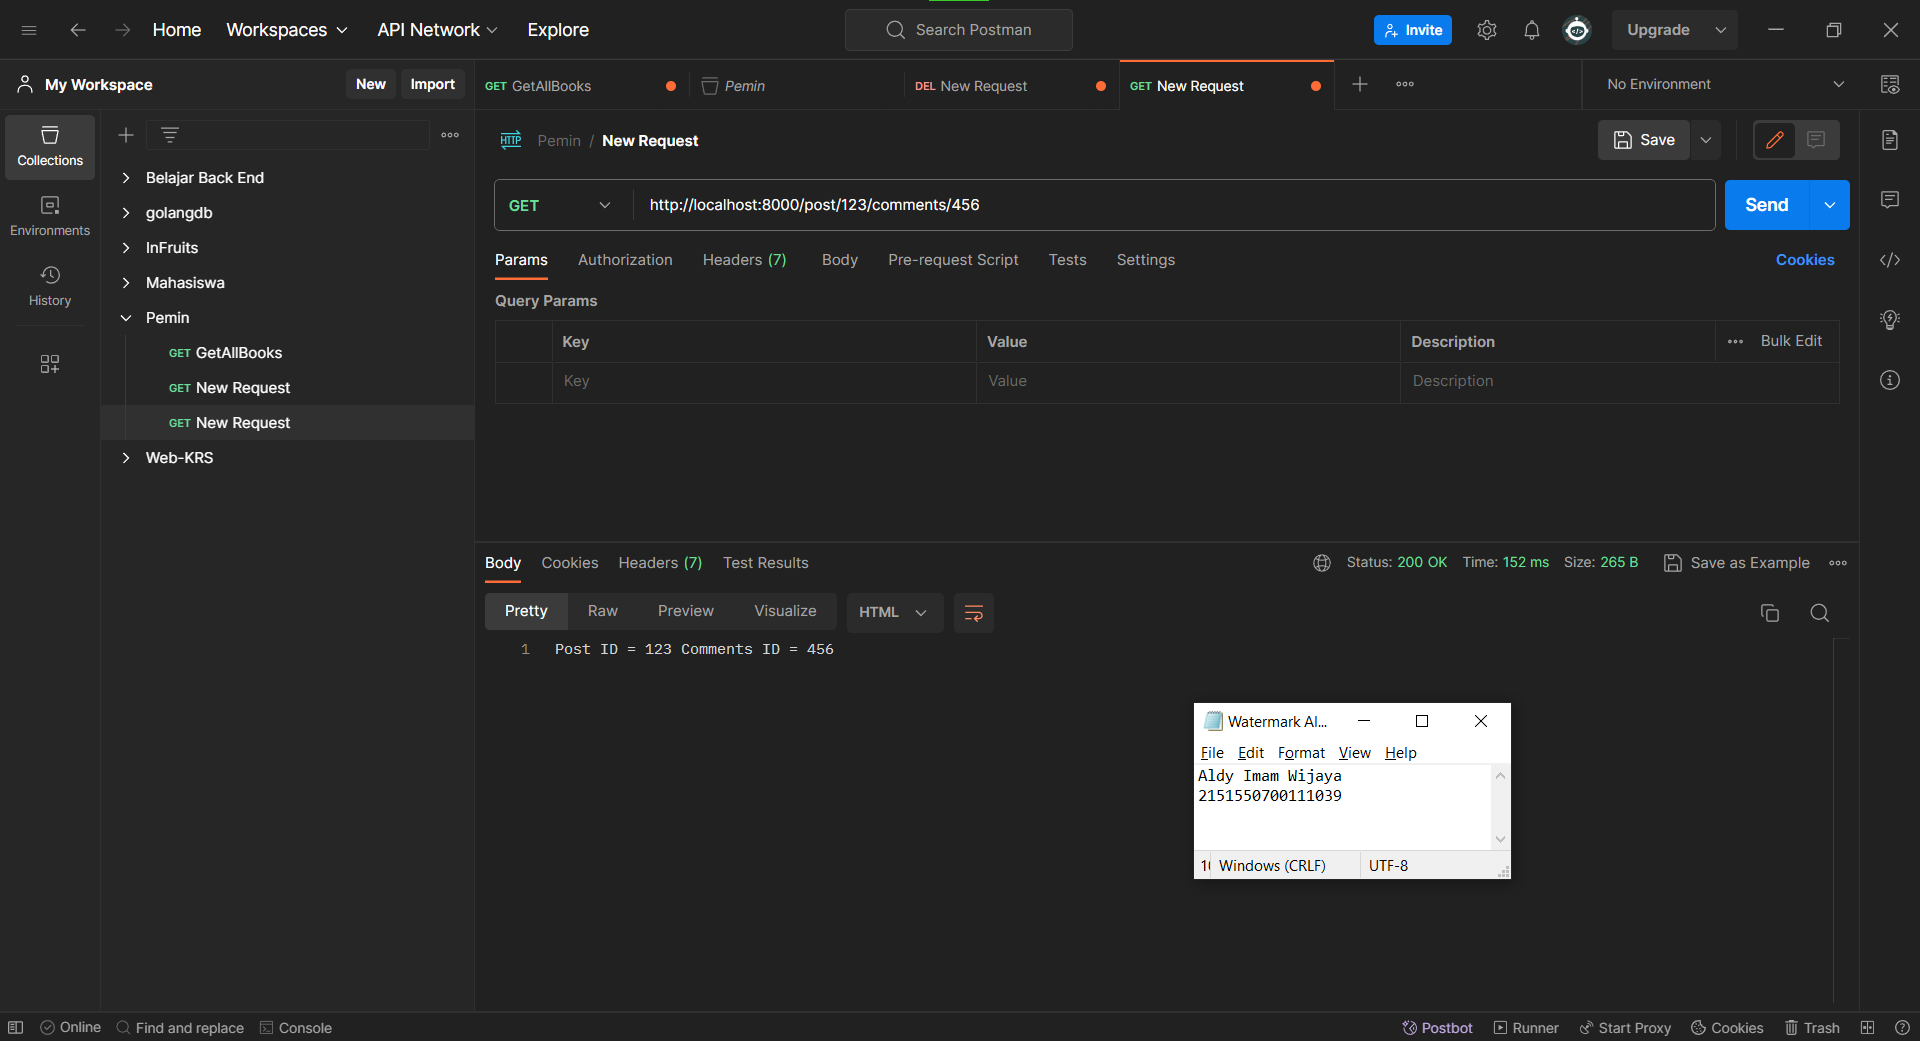 Home Workspaces API Network Explore Search Postman Invite Upgrade
My Workspace New Import GET GetAllBooks Pemin DEL New Request GET New Request No Environment
Collections
Environments
History
Belajar Back End
golangdb
InFruits
Mahasiswa
Pemin
GET GetAllBooks
GET New Request
GET New Request
Web-KRS
HTTP Pemin / New Request Save
GET http://localhost:8000/post/123/comments/456 Send
Params Authorization Headers (7) Body Pre-request Script Tests Settings Cookies
Query Params
Key Value Description Bulk Edit
Key Value Description
Body Cookies Headers (7) Test Results Status: 200 OK Time: 152 ms Size: 265 B Save as Example
Pretty Raw Preview Visualize HTML
1 Post ID = 123 Comments ID = 456
Watermark Al...
File Edit Format View Help
Aldy Imam Wijaya
2151550700111039
Windows (CRLF) UTF-8
Online Find and replace Console Postbot Runner Start Proxy Cookies Trash